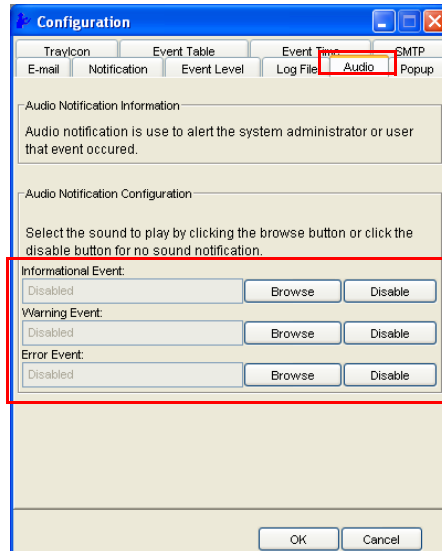 Configuration
TrayIcon Event Table Event Time SMTP
E-mail Notification Event Level Log File Audio Popup
Audio Notification Information
Audio notification is use to alert the system administrator or user
that event occured.
Audio Notification Configuration
Select the sound to play by clicking the browse button or click the
disable button for no sound notification.
Informational Event:
Disabled Browse Disable
Warning Event:
Disabled Browse Disable
Error Event:
Disabled Browse Disable
OK Cancel